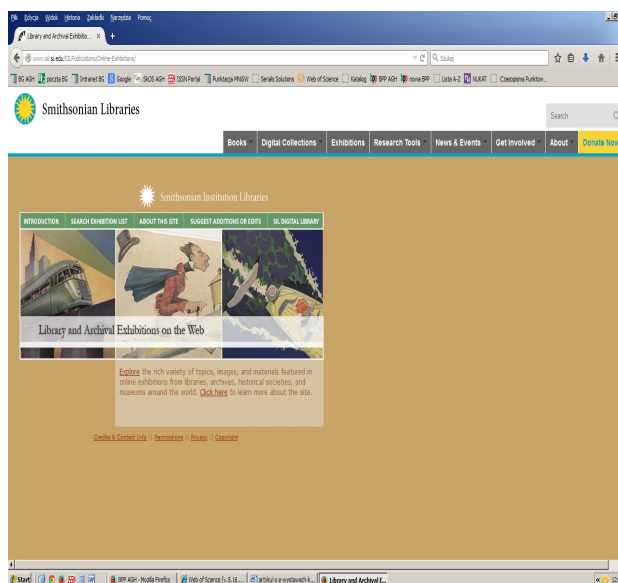 Plik Edycja Widok Historia Zakładki Narzędzia Pomoc
Library and Archival Exhibitio... × +
www.sil.si.edu/SILPublications/Online-Exhibitions/
Szukaj
BG AGH poczta BG Intranet BG Google SkOS AGH ISSN Portal Punktacja MNiSW Serials Solutions Web of Science Katalog BPP AGH nowa BPP Lista A-Z NUKAT Czasopisma Punktow...
Smithsonian Libraries
Search
Books Digital Collections Exhibitions Research Tools News & Events Get Involved About Donate Now
Smithsonian Institution Libraries
INTRODUCTION SEARCH EXHIBITION LIST ABOUT THIS SITE SUGGEST ADDITIONS OR EDITS SIL DIGITAL LIBRARY
Library and Archival Exhibitions on the Web
Explore the rich variety of topics, images, and
materials featured in
online exhibitions from libraries, archives, historical societies, and
museums around the world. Click here to learn more about the site.
Credits & Contact Info || Permissions || Privacy || Copyright
Start BPP AGH - Mozilla Firefox Web of Science [v.5.16.... artykuł o e-wystawach-k... Library and Archival E...